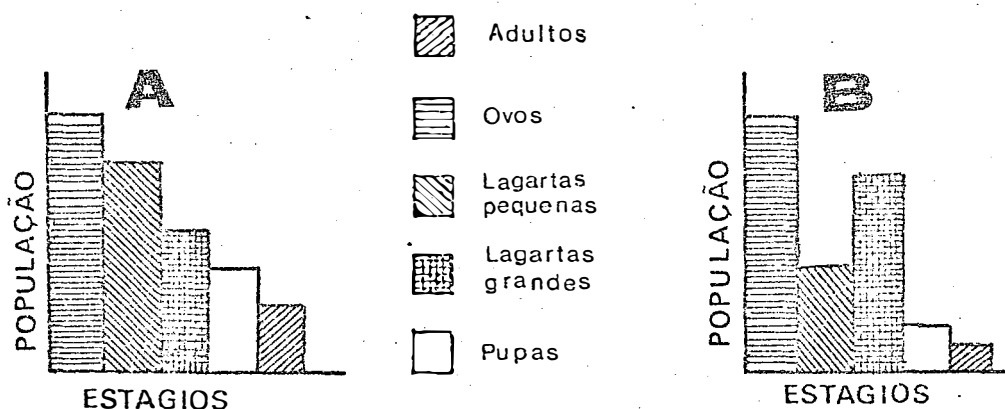 A
POPULAÇÃO
ESTAGIOS
Adultos
Ovos
Lagartas
pequenas
Lagartas
grandes
Pupas
B
POPULAÇÃO
ESTAGIOS